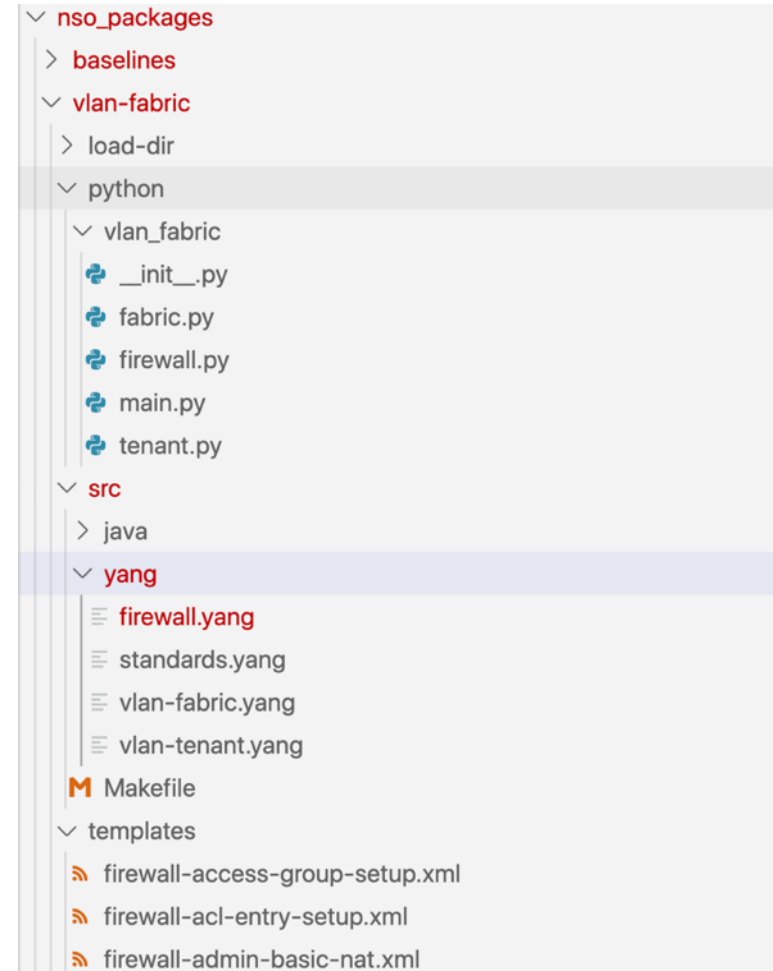 nso_packages
baselines
vlan-fabric
load-dir
python
vlan_fabric
__init__.py
fabric.py
firewall.py
main.py
tenant.py
src
java
yang
firewall.yang
standards.yang
vlan-fabric.yang
vlan-tenant.yang
M Makefile
templates
firewall-access-group-setup.xml
firewall-acl-entry-setup.xml
firewall-admin-basic-nat.xml